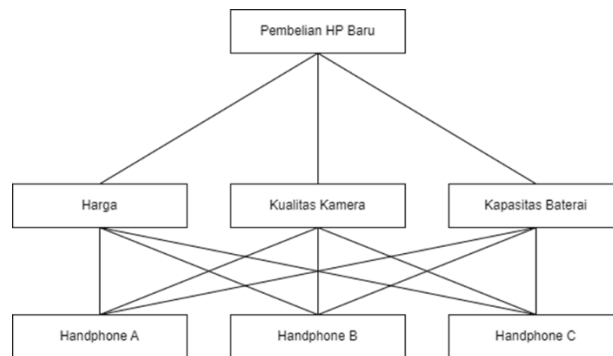 Pembelian HP Baru
Harga
Kualitas Kamera
Kapasitas Baterai
Handphone A
Handphone B
Handphone C